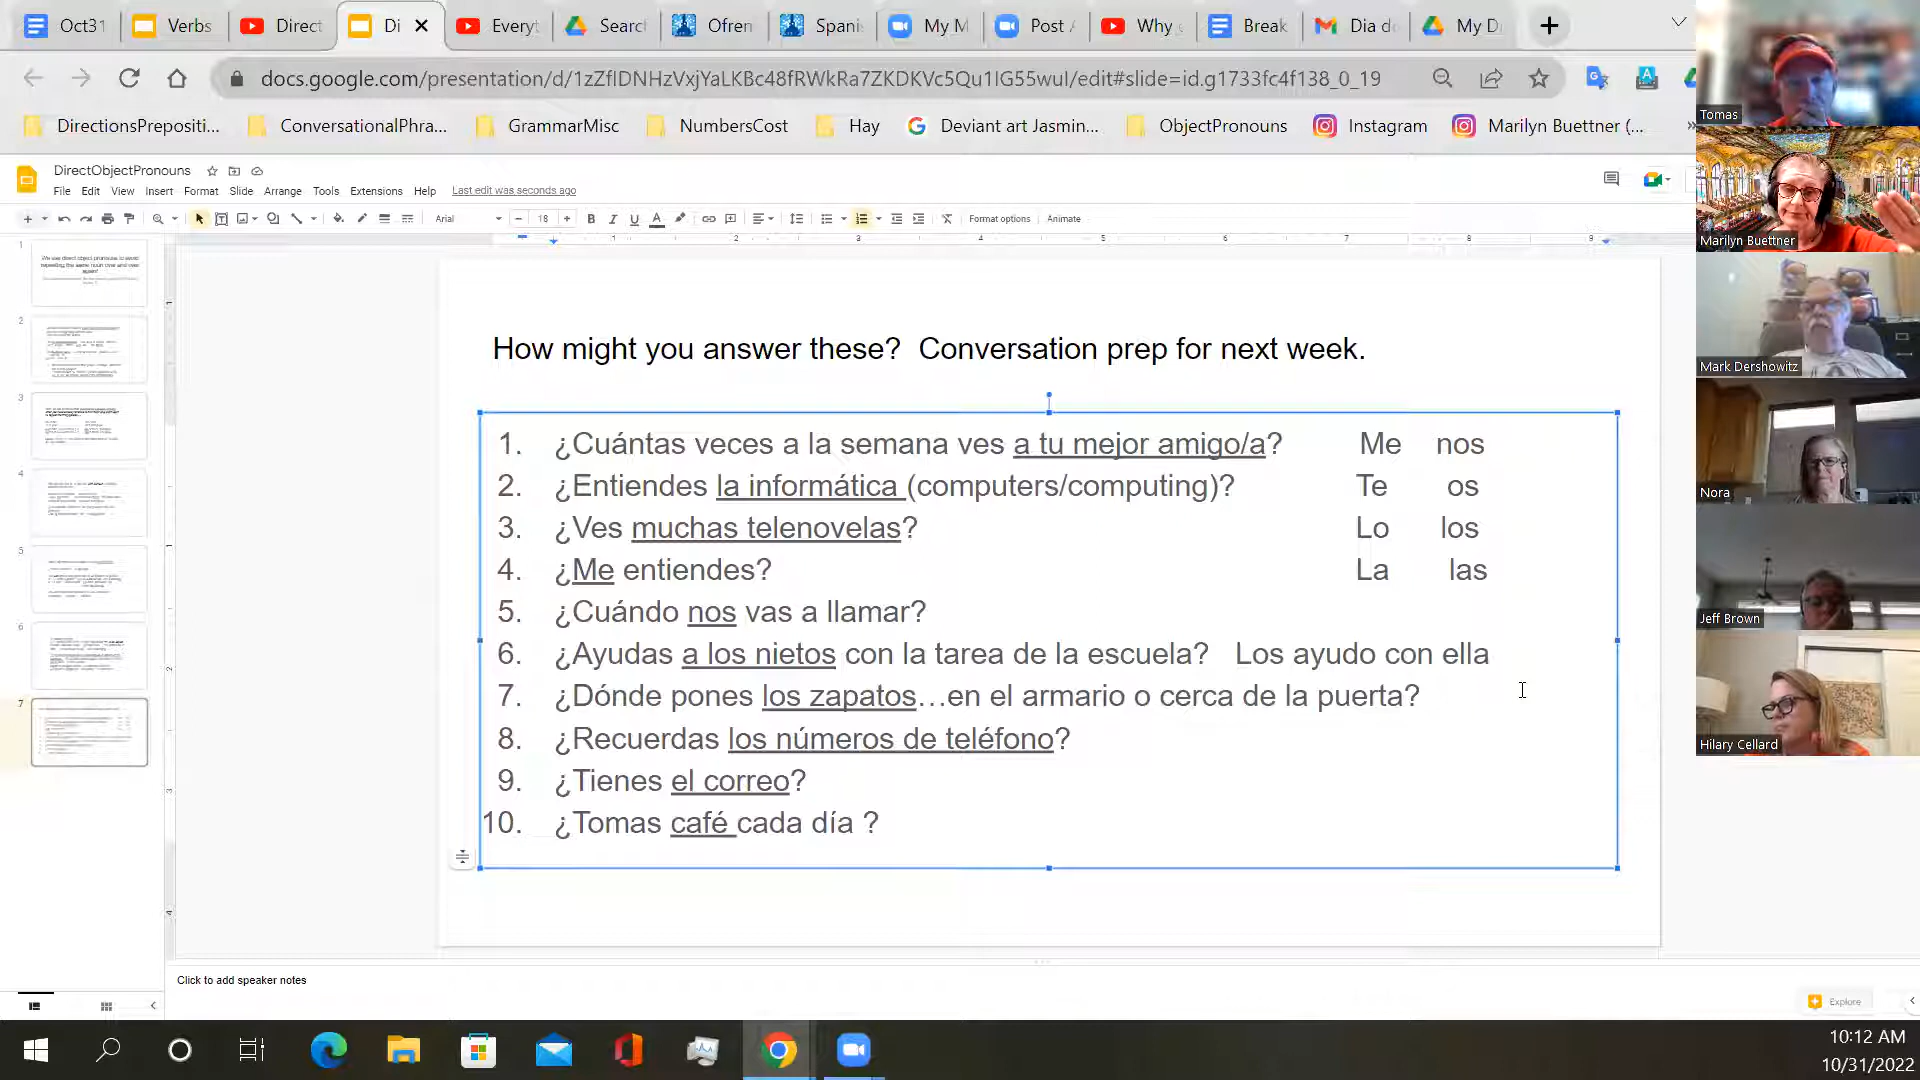 Oct31
Verbs
Direct
Di
Every
Searc
Ofren
Spani
My M
Post
Why
Break
Dia d
My D
docs.google.com/presentation/d/1zZflDNHzVxjYaLKBc48fRWkRa7ZKDKVc5Qu1IG55wuI/edit#slide=id.g1733fc4f138_0_19
DirectionsPrepositi...
ConversationalPhra...
GrammarMisc
NumbersCost
Hay
Deviant art Jasmin...
ObjectPronouns
Instagram
Marilyn Buettner (...
DirectObjectPronouns
File Edit View Insert Format Slide Arrange Tools Extensions Help Last edit was seconds ago
Arial
18
Format options
Animate
How might you answer these?  Conversation prep for next week.
1. ¿Cuántas veces a la semana ves a tu mejor amigo/a? Me nos
2. ¿Entiendes la informática (computers/computing)? Te os
3. ¿Ves muchas telenovelas? Lo los
4. ¿Me entiendes? La las
5. ¿Cuándo nos vas a llamar?
6. ¿Ayudas a los nietos con la tarea de la escuela? Los ayudo con ella
7. ¿Dónde pones los zapatos…en el armario o cerca de la puerta?
8. ¿Recuerdas los números de teléfono?
9. ¿Tienes el correo?
10. ¿Tomas café cada día ?
Click to add speaker notes
Explore
Tomas
Marilyn Buettner
Mark Dershowitz
Nora
Jeff Brown
Hilary Cellard
10:12 AM
10/31/2022